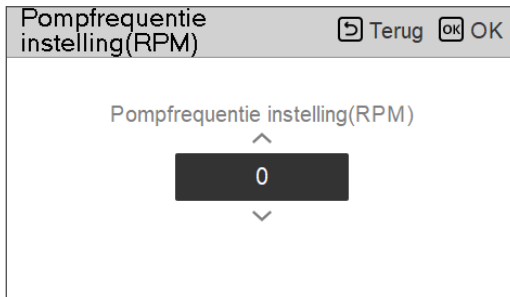 Pompfrequentie
instelling(RPM)
Terug OK OK
Pompfrequentie instelling(RPM)
0